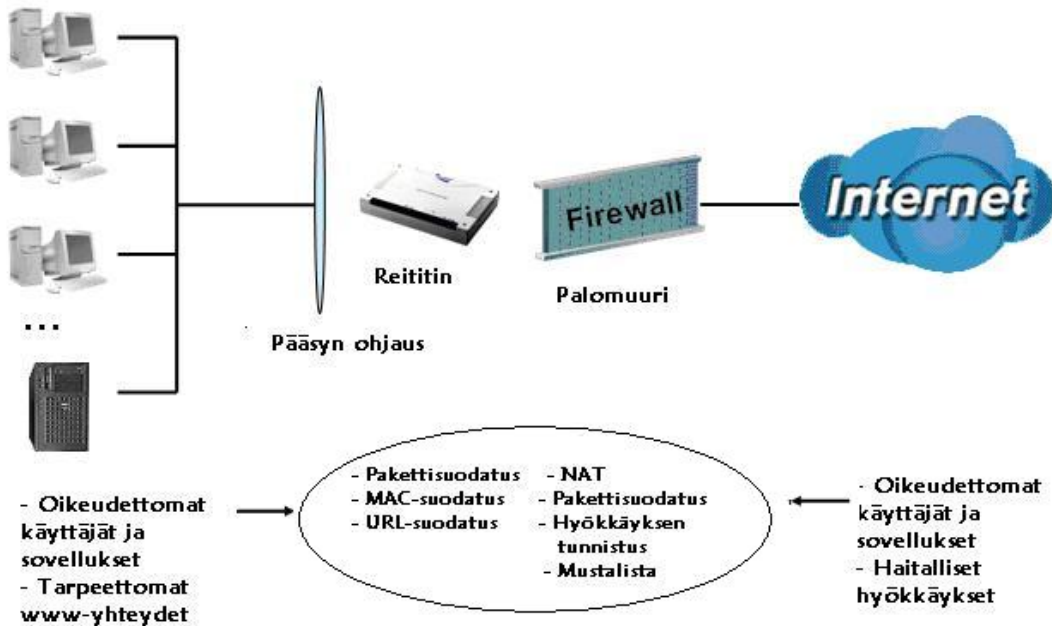 Firewall
Internet
Reititin
Palomuuri
...
Pääsyn ohjaus
- Pakettisuodatus
- MAC-suodatus
- URL-suodatus
- NAT
- Pakettisuodatus
- Hyökkäyksen
tunnistus
- Mustalista
- Oikeudettomat
käyttäjät ja
sovellukset
- Tarpeettomat
www-yhteydet
- Oikeudettomat
käyttäjät ja
sovellukset
- Haitalliset
hyökkäykset